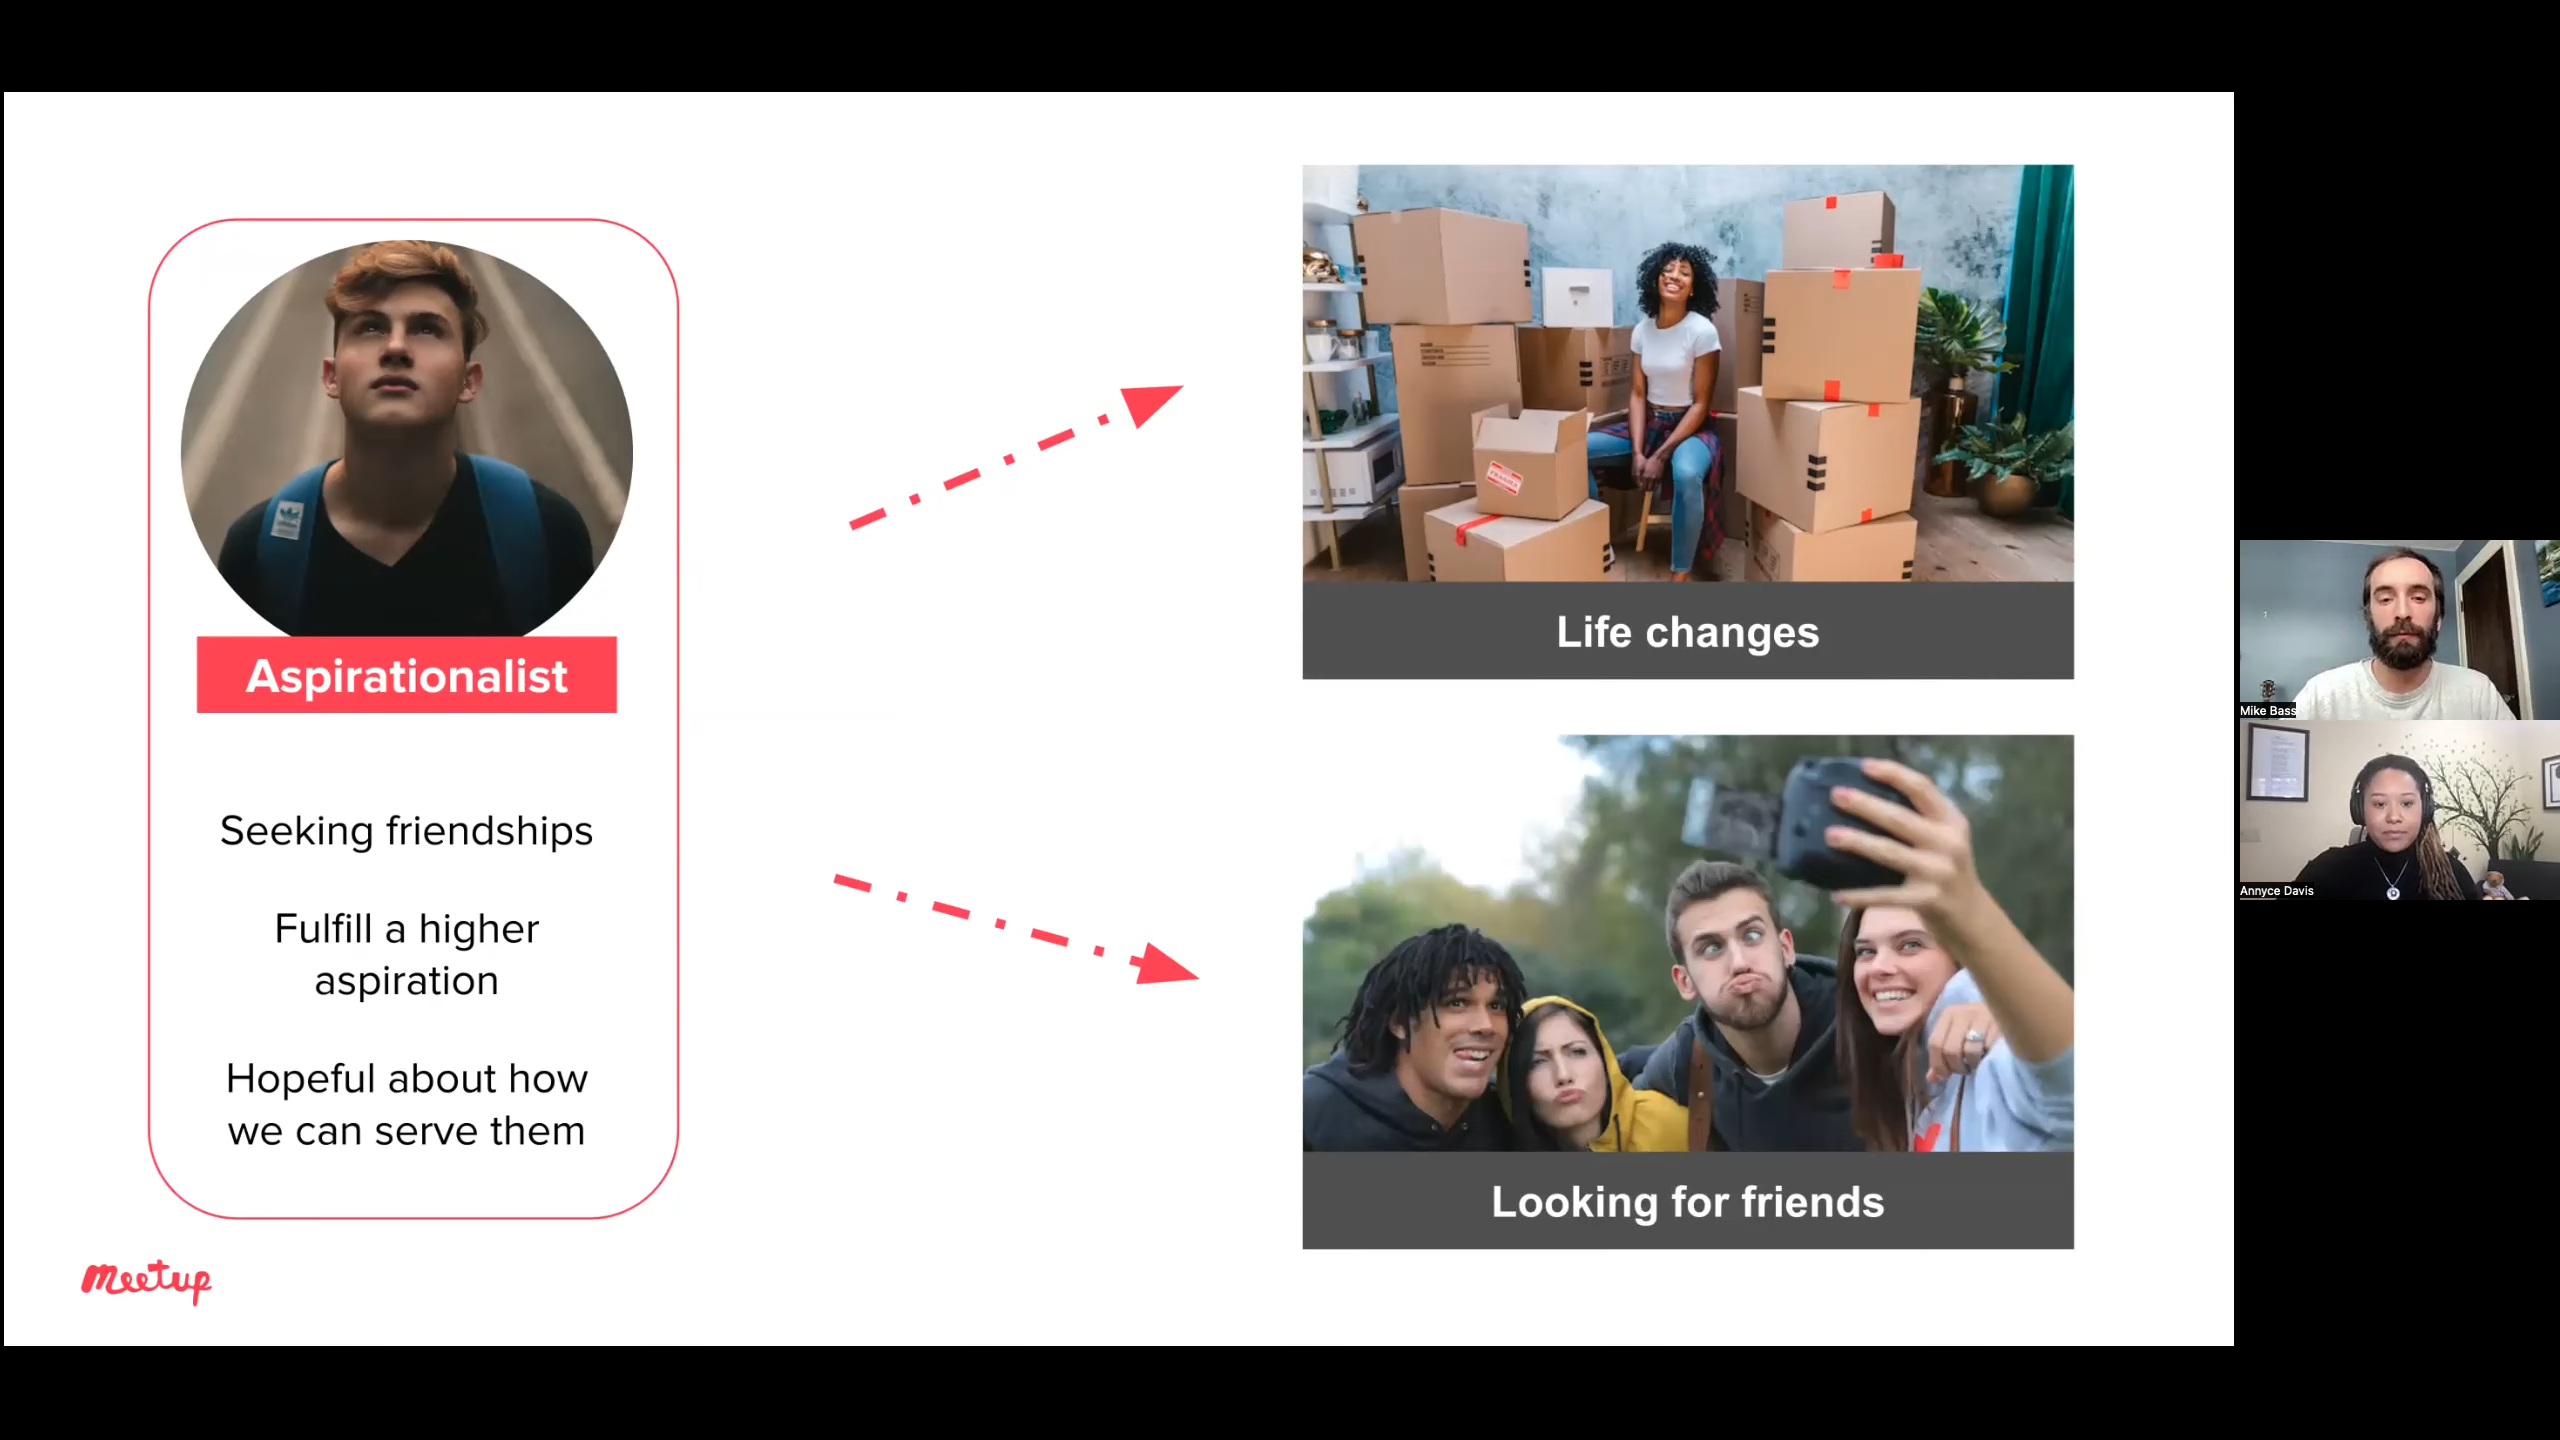 Aspirationalist
Seeking friendships
Fulfill a higher
aspiration
Hopeful about how
we can serve them
meetup
Life changes
FRAGILE
Looking for friends
Mike Bass
Annyce Davis